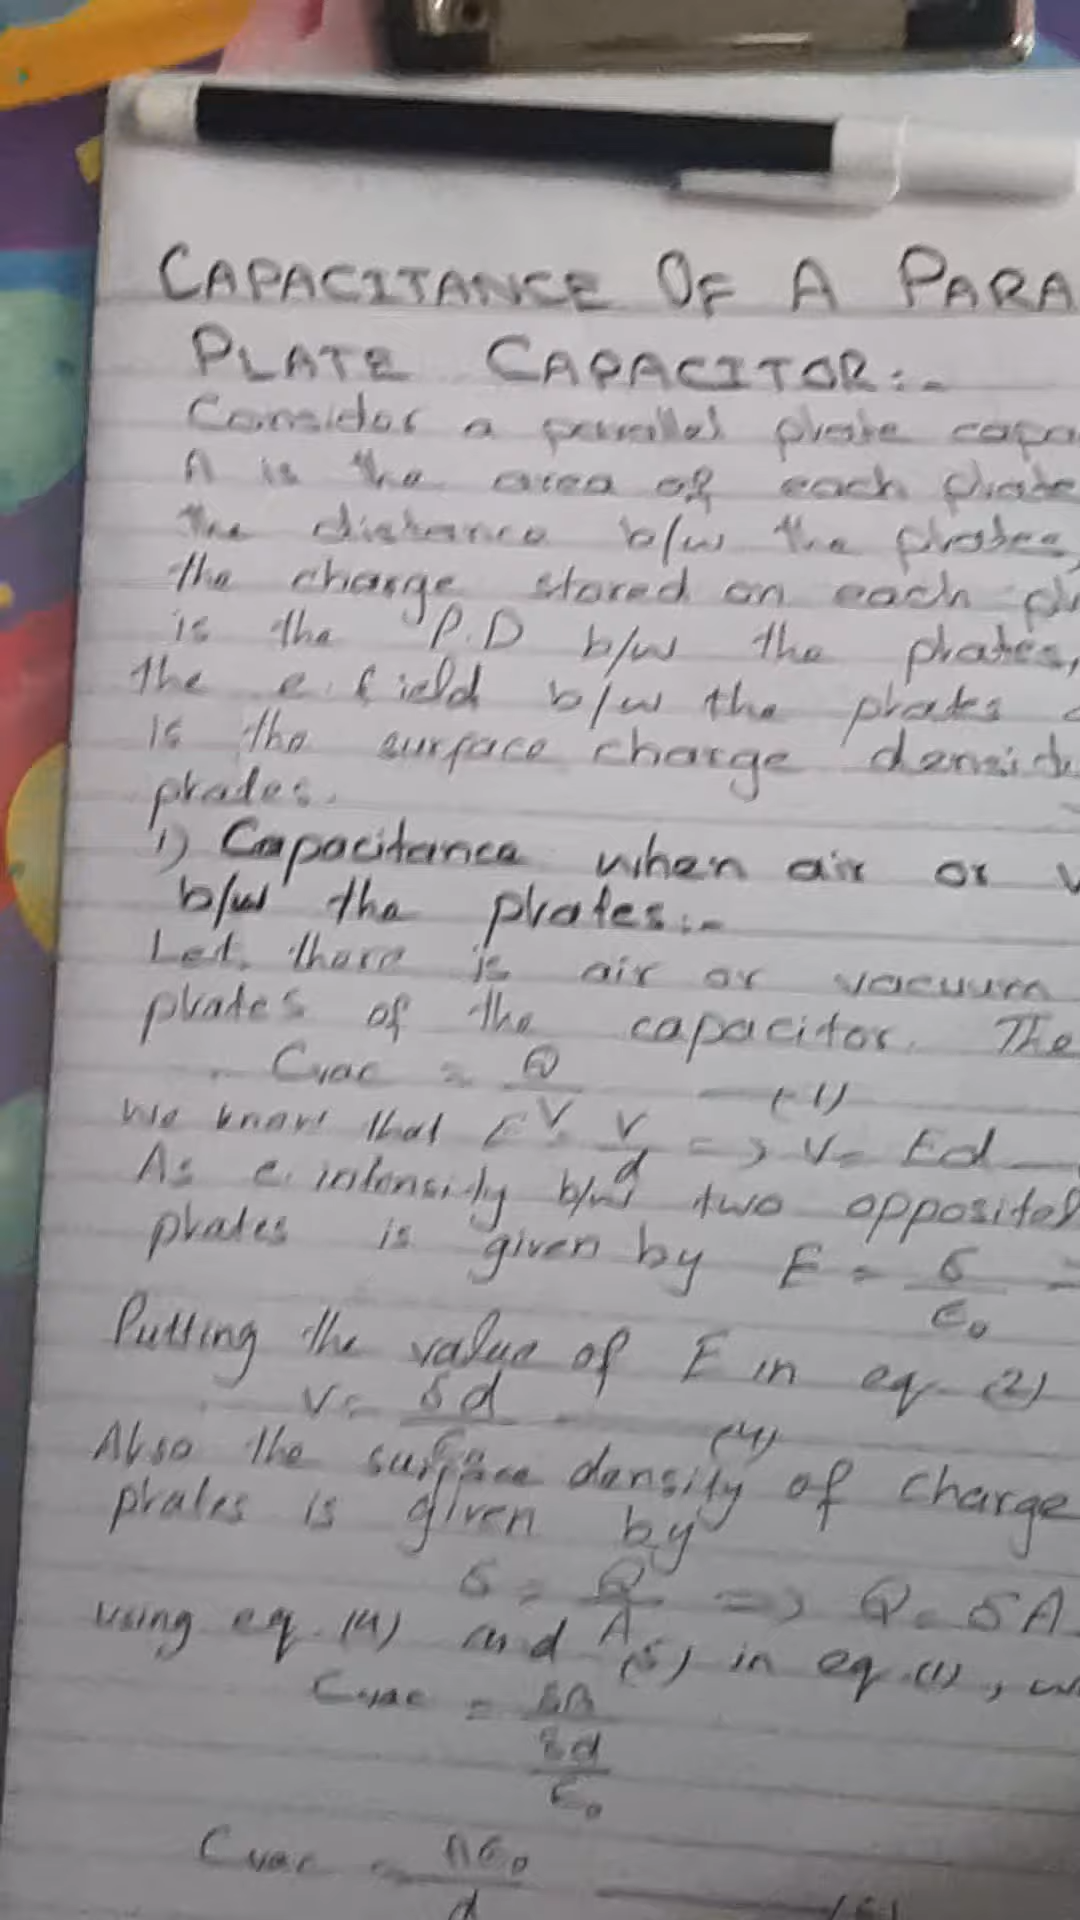 CAPACITANCE OF A PARA
PLATE CAPACITOR:-
Consider a parallel plate capa
A is the area of each plate
the distance b/w the plates,
the charge stored on each pl
is the P.D b/w the plates,
the e. field b/w the plates
is the surface charge densit
plates.
i) Capacitance when air or v
b/w the plates:-
Let there is air or vacuum
plates of the capacitor. The
Cvac = Q/V (1)
We know that E = V/d => V = Ed
As e. intensity b/w two oppositel
plates is given by E = σ/ε₀ =
Putting the value of E in eq (2)
V = σd/ε₀ (4)
Also the surface density of charge
plates is given by
σ = Q/A => Q = σA
using eq. (4) and (5) in eq.(1), w
Cvac = σA/σd/ε₀
Cvac = Aε₀/d